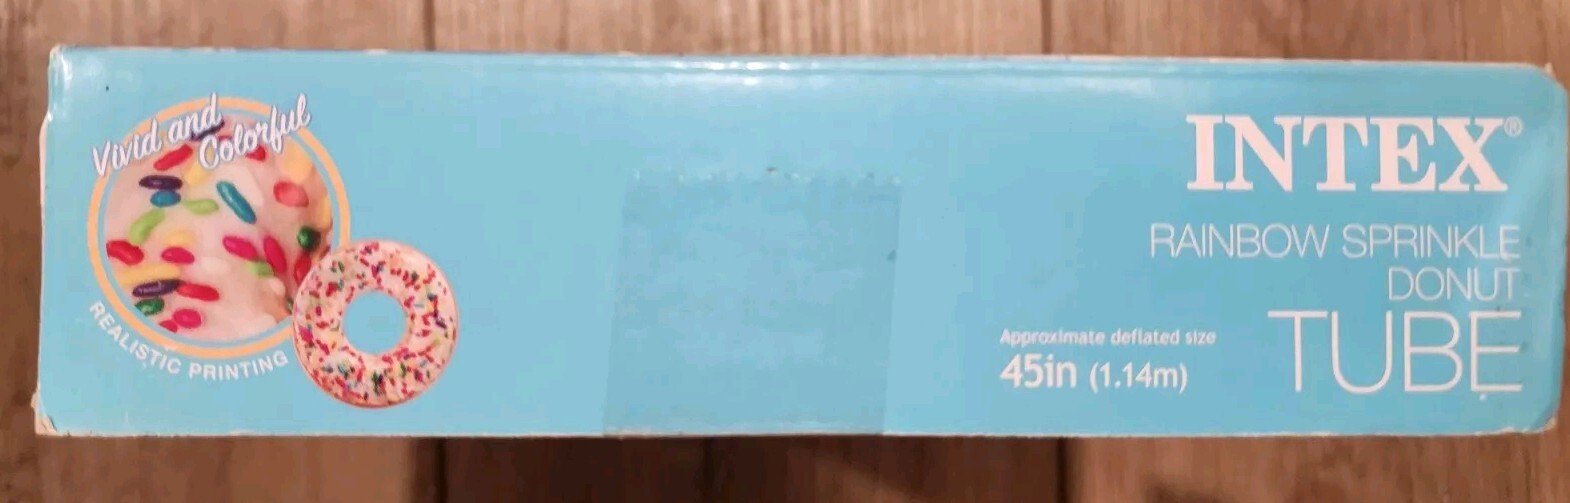 Vivid and
Colorful
REALISTIC PRINTING
INTEX®
RAINBOW SPRINKLE
DONUT
TUBE
Approximate deflated size
45in (1.14m)